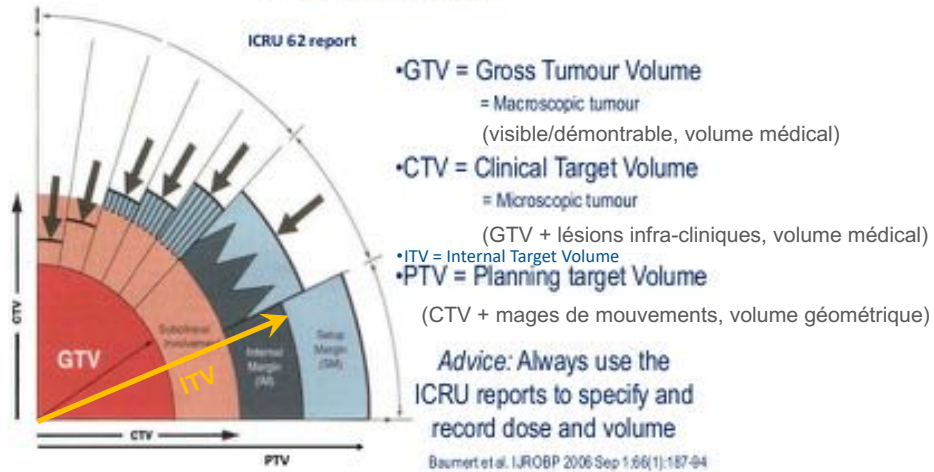 ICRU 62 report
•GTV = Gross Tumour Volume
= Macroscopic tumour
(visible/démontrable, volume médical)
•CTV = Clinical Target Volume
= Microscopic tumour
(GTV + lésions infra-cliniques, volume médical)
•ITV = Internal Target Volume
•PTV = Planning target Volume
(CTV + mages de mouvements, volume géométrique)
Advice: Always use the
ICRU reports to specify and
record dose and volume
Baumert et al. IJROBP 2006 Sep 1;66(1):187-94
GTV
GTV
Subclinical
Involvement
Internal
Margin
(IM)
Setup
Margin
(SM)
ITV
CTV
PTV